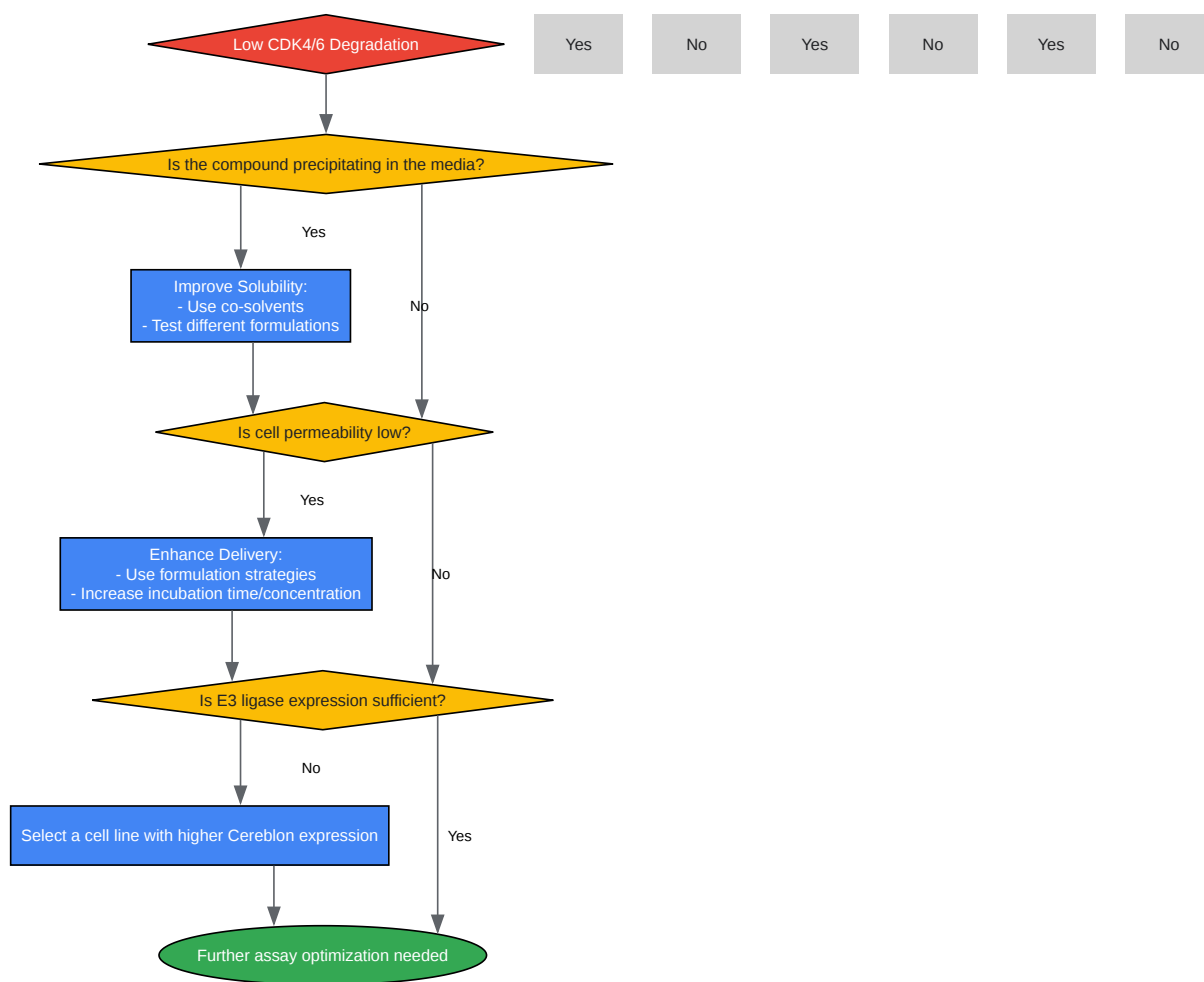 Low CDK4/6 Degradation
Yes
No
Yes
No
Yes
No
Is the compound precipitating in the media?
Yes
Improve Solubility:
- Use co-solvents
- Test different formulations
No
Is cell permeability low?
Yes
Enhance Delivery:
- Use formulation strategies
- Increase incubation time/concentration
No
Is E3 ligase expression sufficient?
No
Select a cell line with higher Cereblon expression
Yes
Further assay optimization needed